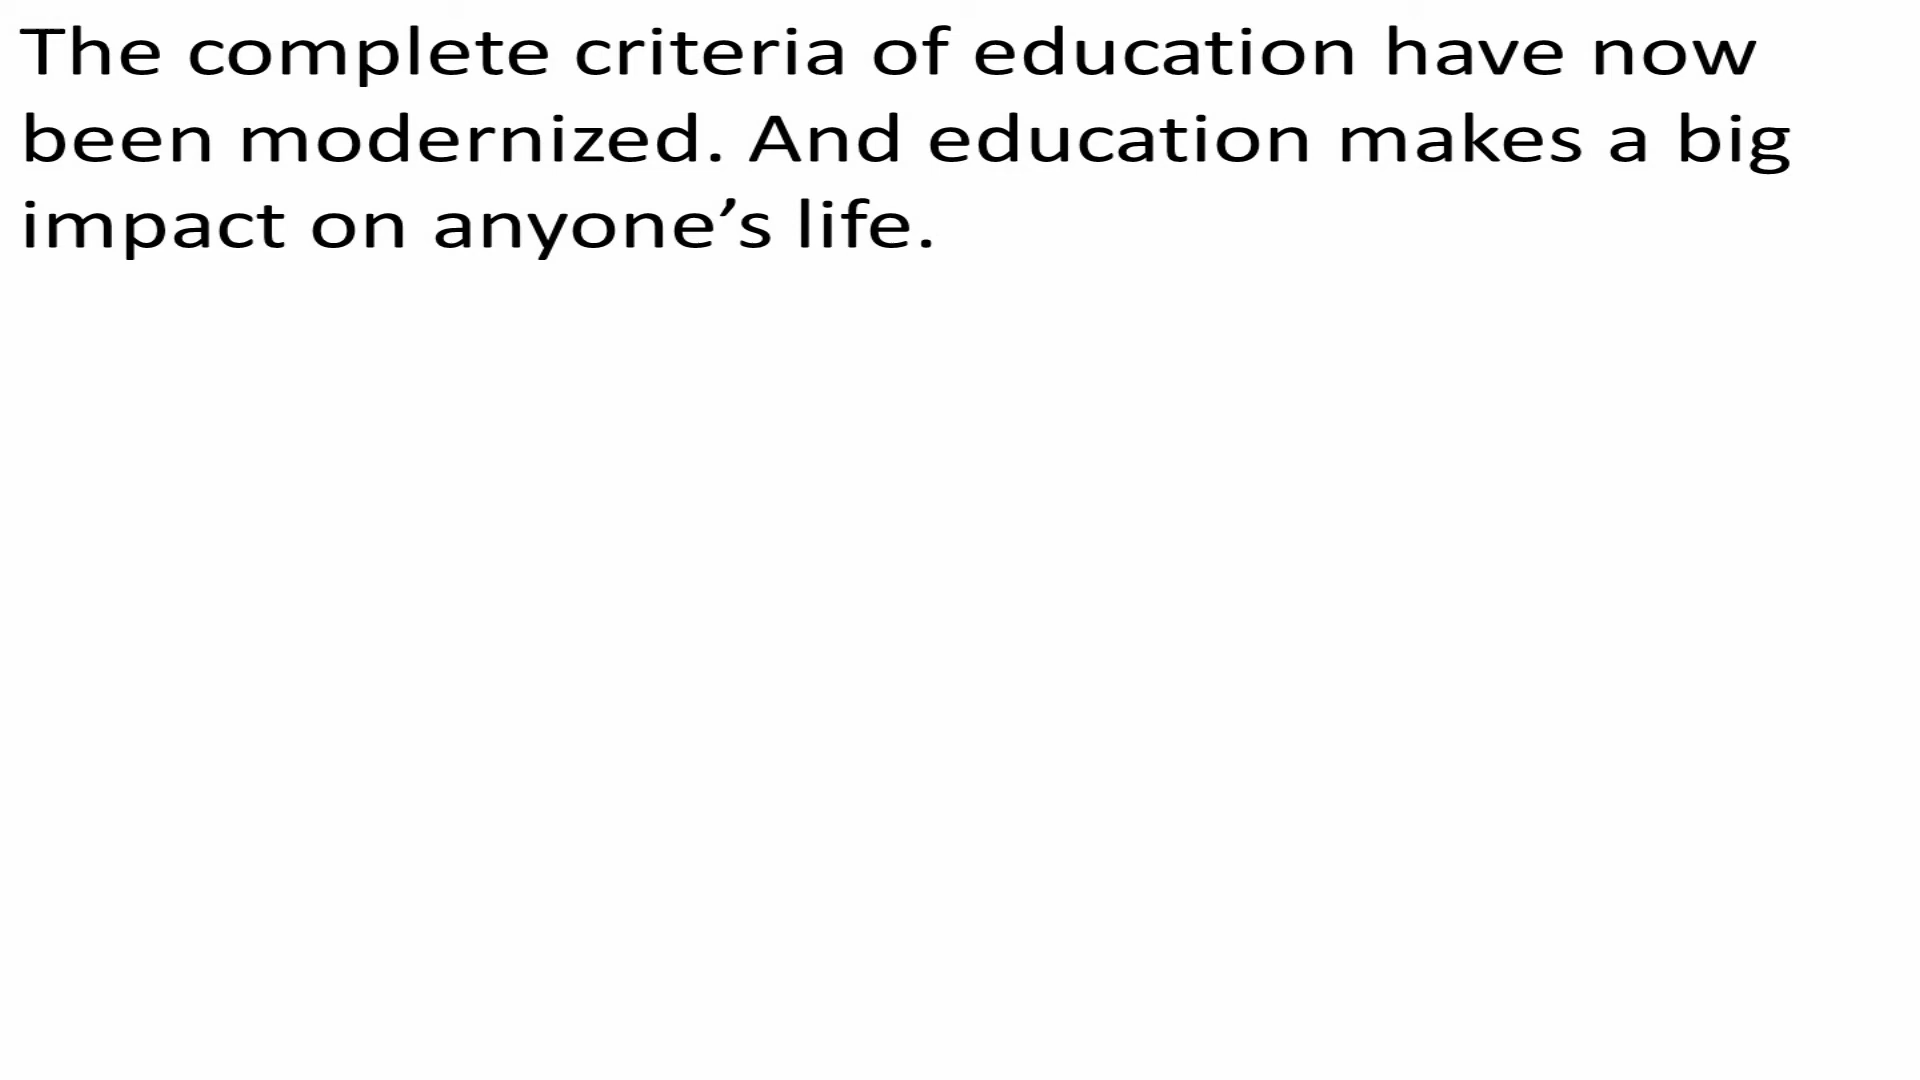 The complete criteria of education have now
been modernized. And education makes a big
impact on anyone’s life.